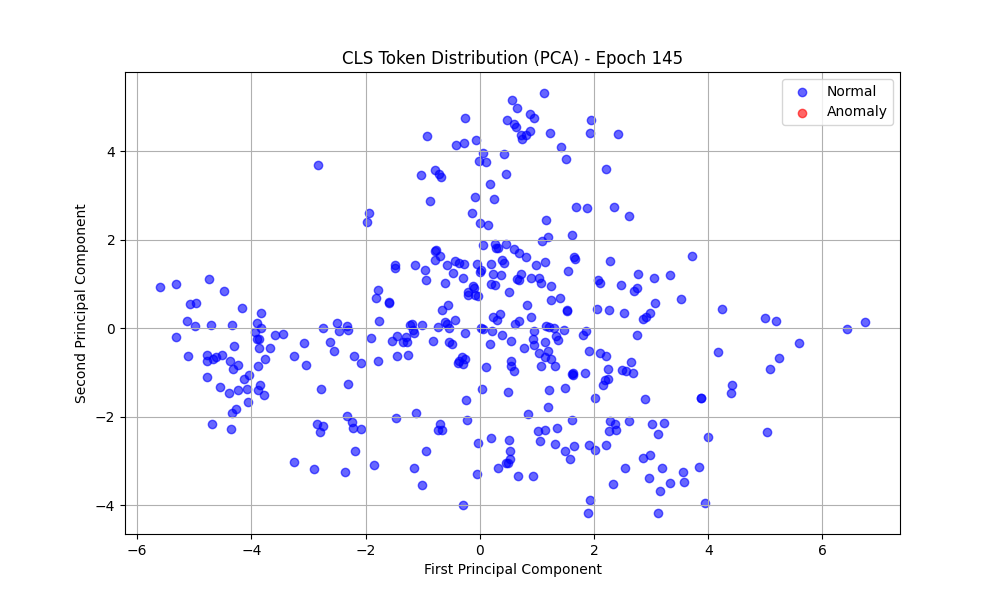 CLS Token Distribution (PCA) - Epoch 145
Normal
Anomaly
Second Principal Component
4
2
0
−2
−4
−6 −4 −2 0 2 4 6
First Principal Component